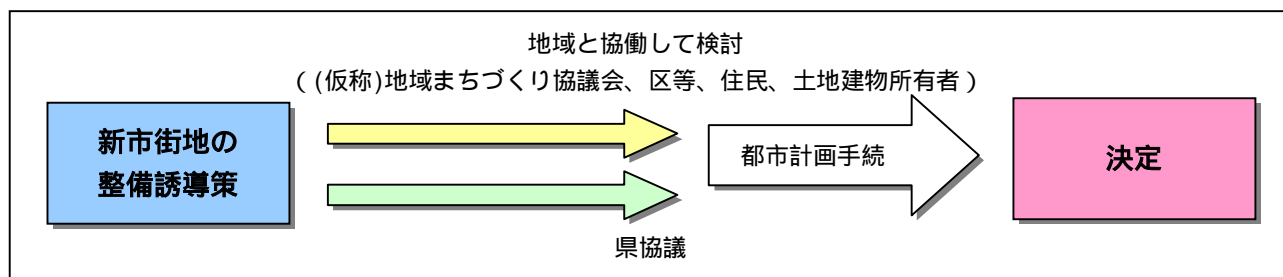 地域と協働して検討
（(仮称)地域まちづくり協議会、区等、住民、土地建物所有者）
新市街地の
整備誘導策
都市計画手続
決定
県協議